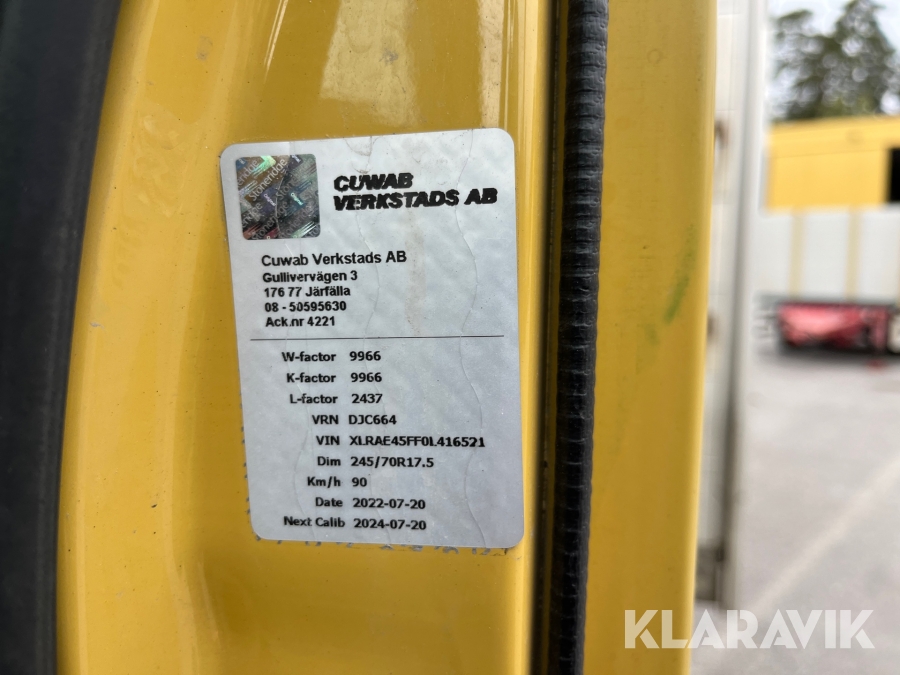 Stoneridge
CUWAB
VERKSTADS AB
Cuwab Verkstads AB
Gullivervägen 3
176 77 Järfälla
08 - 50595630
Ack.nr 4221
W-factor 9966
K-factor 9966
L-factor 2437
VRN DJC664
VIN XLRAE45FF0L416521
Dim 245/70R17.5
Km/h 90
Date 2022-07-20
Next Calib 2024-07-20
KLARAVIK